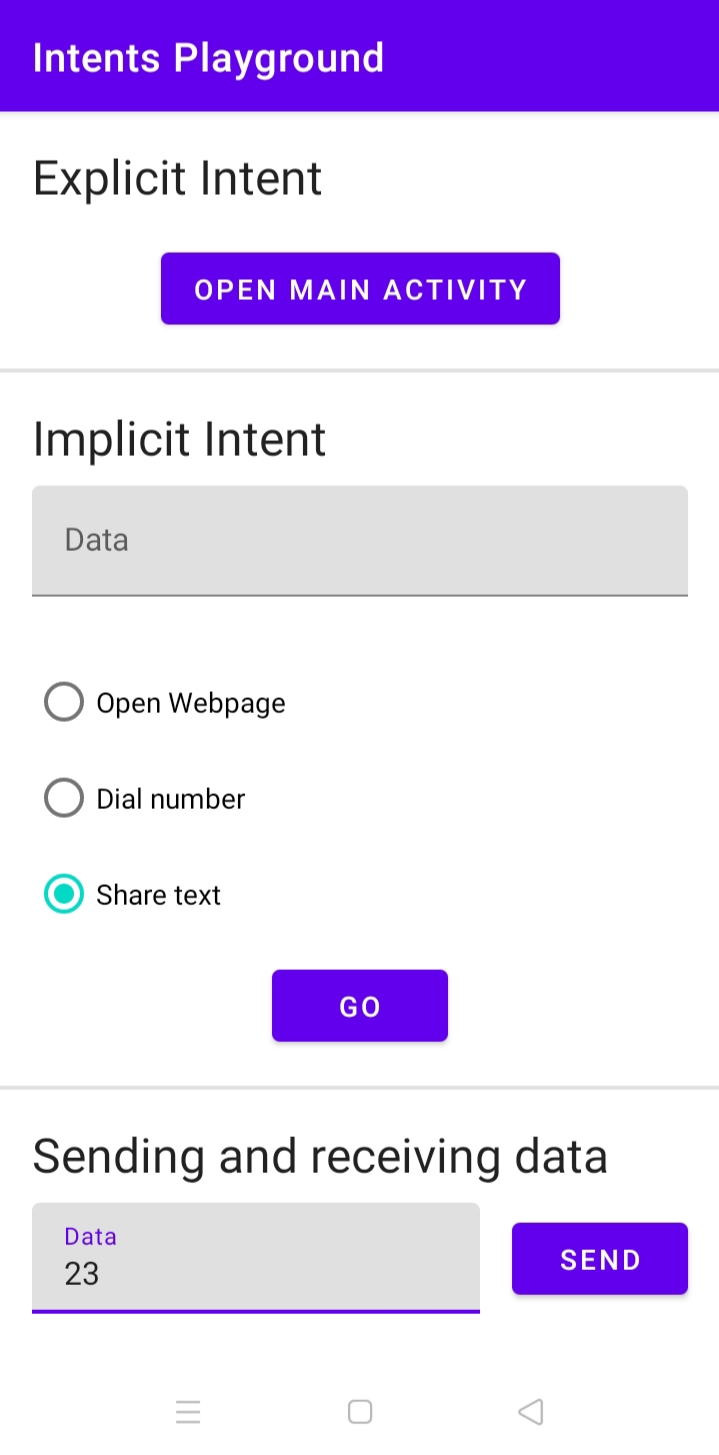 Intents Playground
Explicit Intent
OPEN MAIN ACTIVITY
Implicit Intent
Data
Open Webpage
Dial number
Share text
GO
Sending and receiving data
Data
23
SEND